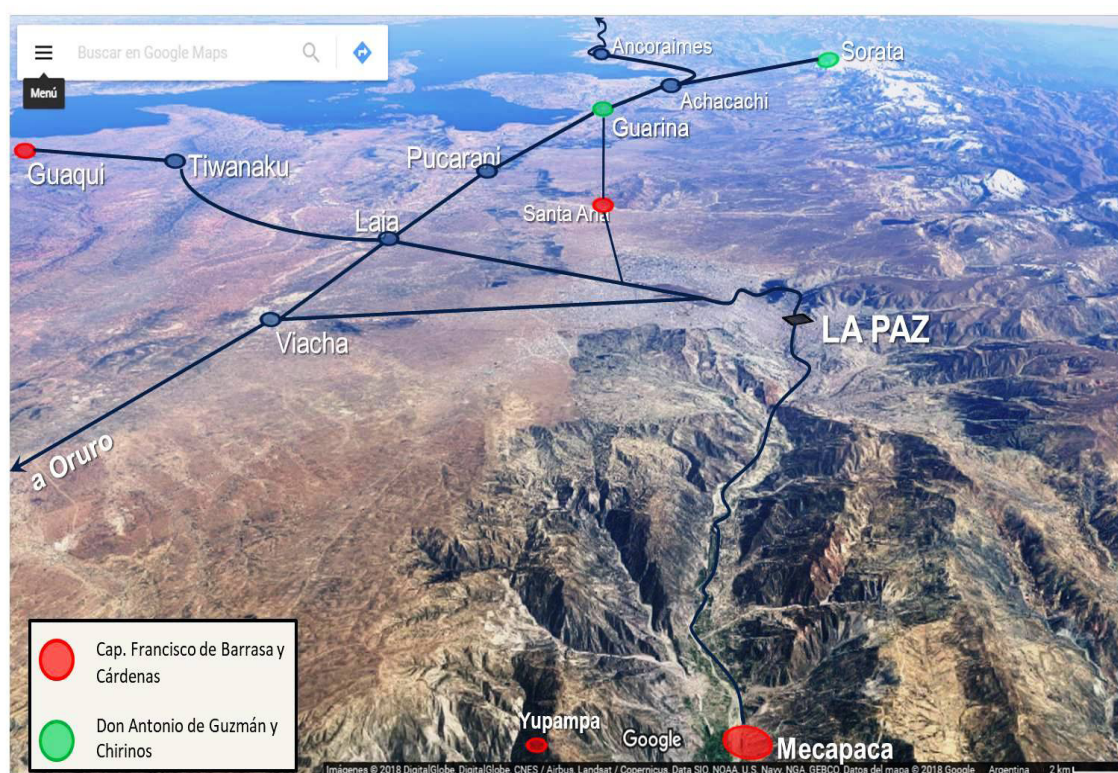 Buscar en Google Maps
Menú
Ancoraimes
Sorata
Achacachi
Guarina
Pucarani
Guaqui
Tiwanaku
Santa Ana
Laja
LA PAZ
Viacha
a Oruro
Cap. Francisco de Barrasa y
Cárdenas
Don Antonio de Guzmán y
Chirinos
Yupampa
Google
Mecapaca
Imágenes © 2018 DigitalGlobe, DigitalGlobe, CNES / Airbus, Landsat / Copernicus, Data SIO, NOAA, U.S. Navy, NGA, GEBCO, Datos del mapa © 2018 Google Argentina 2 km